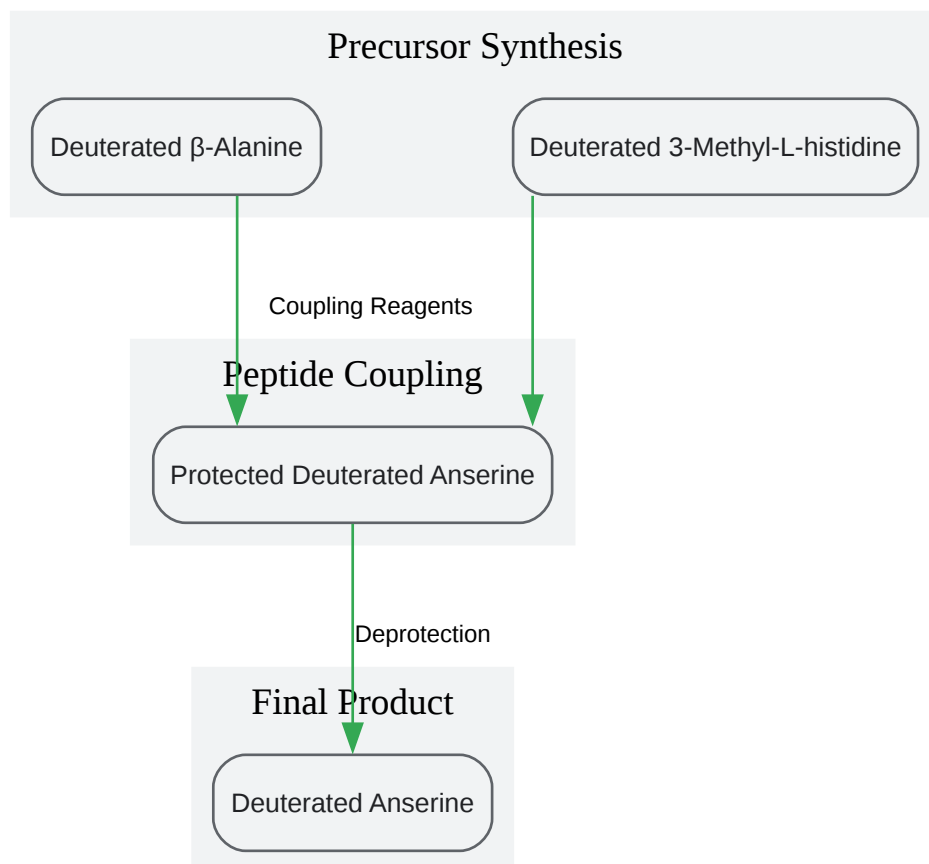 Precursor Synthesis
Deuterated β-Alanine
Deuterated 3-Methyl-L-histidine
Coupling Reagents
Peptide Coupling
Protected Deuterated Anserine
Deprotection
Final Product
Deuterated Anserine